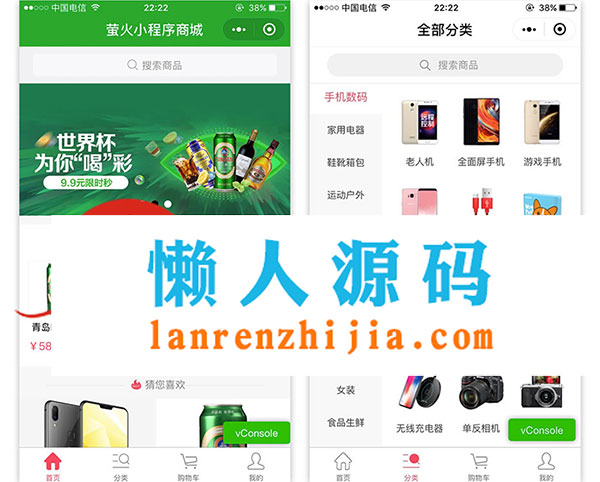 中国电信
22:22
38%
萤火小程序商城
搜索商品
世界杯
为你“喝”彩
9.9元限时秒
青岛
¥58
猜您喜欢
vConsole
首页
分类
购物车
我的
中国电信
22:22
38%
全部分类
搜索商品
手机数码
家用电器
鞋靴箱包
运动户外
老人机
全面屏手机
游戏手机
远程
控制
懒人源码
lanrenzhijia.com
女装
食品生鲜
无线充电器
单反相机
vConsole
首页
分类
购物车
我的